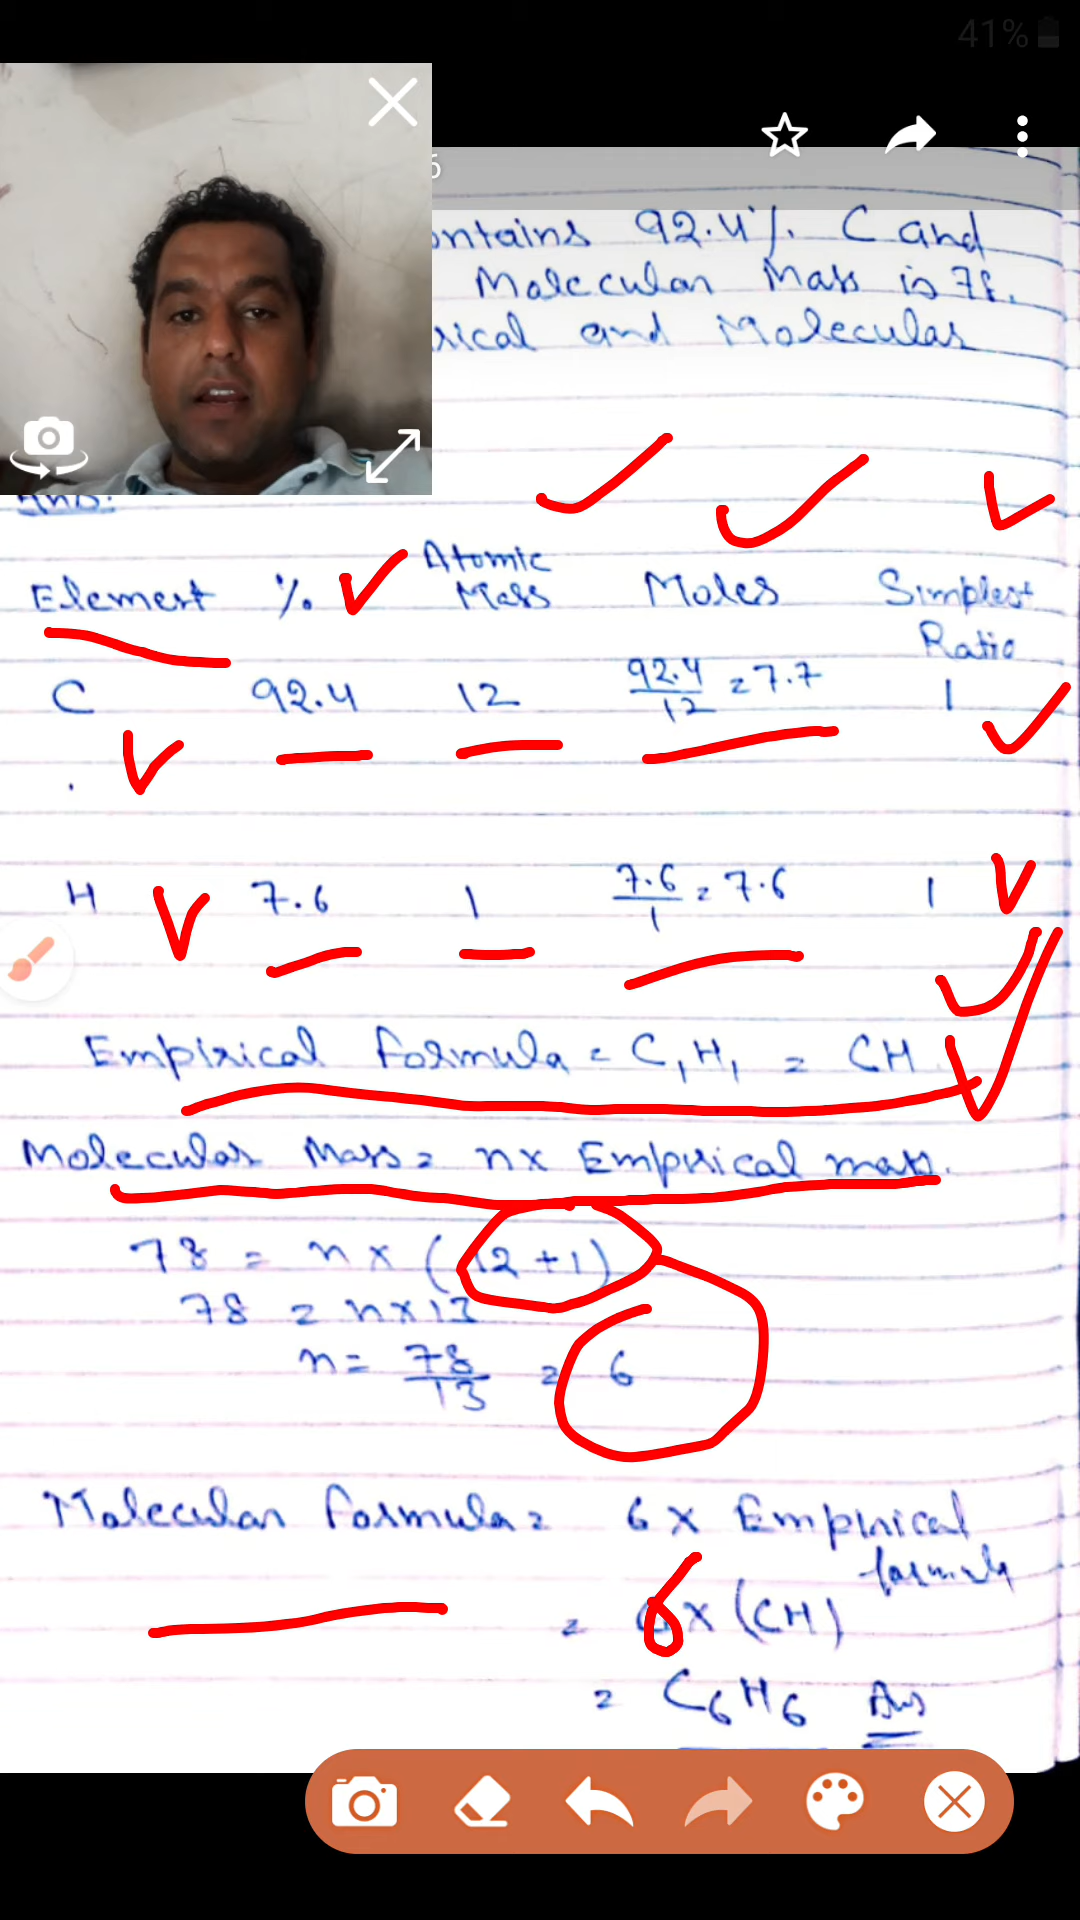 41%
6
ontains 92.4%. C and
Molecular Mass is 78.
rical and Molecular
Ans:
Element % Atomic Mass Moles Simplest Ratio
C 92.4 12 92.4/12 = 7.7 1
H 7.6 1 7.6/1 = 7.6 1
Empirical formula = C₁H₁ = CH
Molecular Mass = n x Empirical mass.
78 = n x (12 + 1)
78 = n x 13
n = 78/13 = 6
Molecular formula = 6 x Empirical formula
= 6 x (CH)
= C₆H₆ Ans